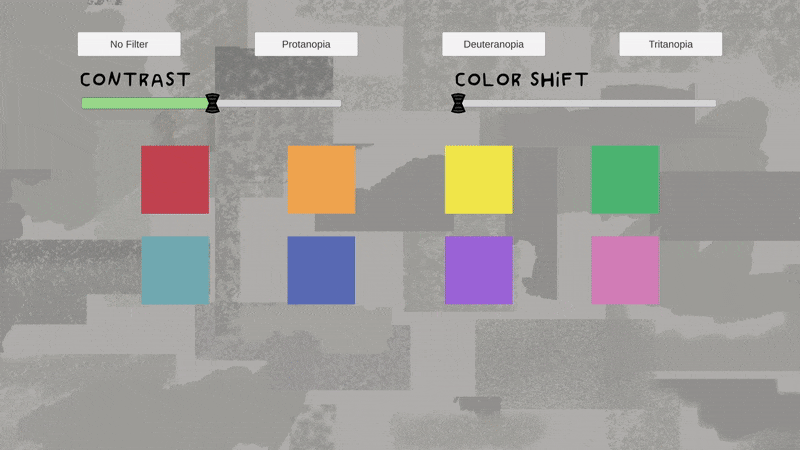 No Filter
Protanopia
Deuteranopia
Tritanopia
CONTRAST
COLOR SHiFT